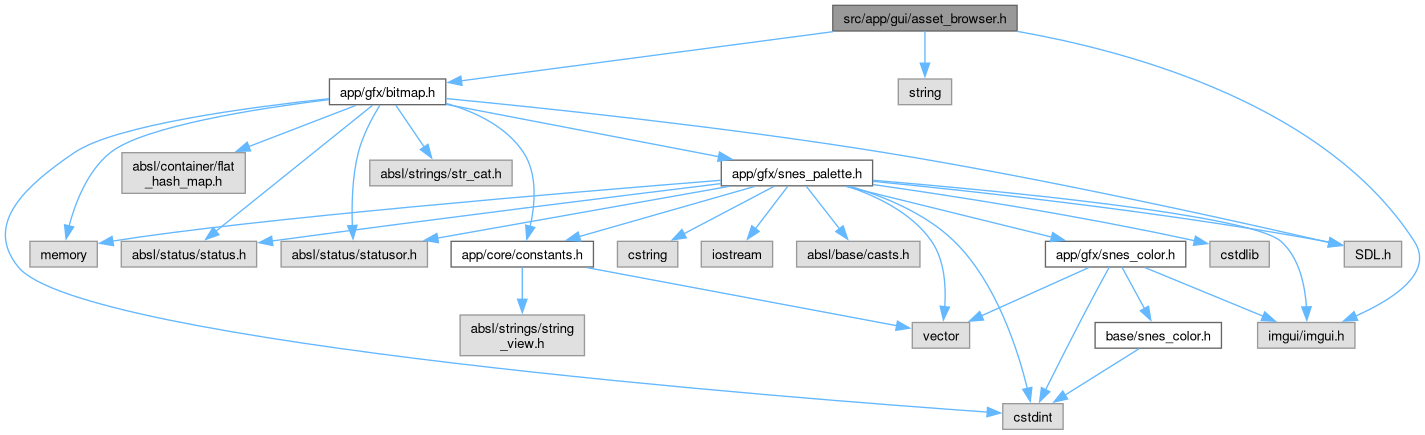 src/app/gui/asset_browser.h
app/gfx/bitmap.h
string
absl/container/flat
_hash_map.h
absl/strings/str_cat.h
app/gfx/snes_palette.h
memory
absl/status/status.h
absl/status/statusor.h
app/core/constants.h
cstring
iostream
absl/base/casts.h
app/gfx/snes_color.h
cstdlib
SDL.h
absl/strings/string
_view.h
vector
base/snes_color.h
imgui/imgui.h
cstdint